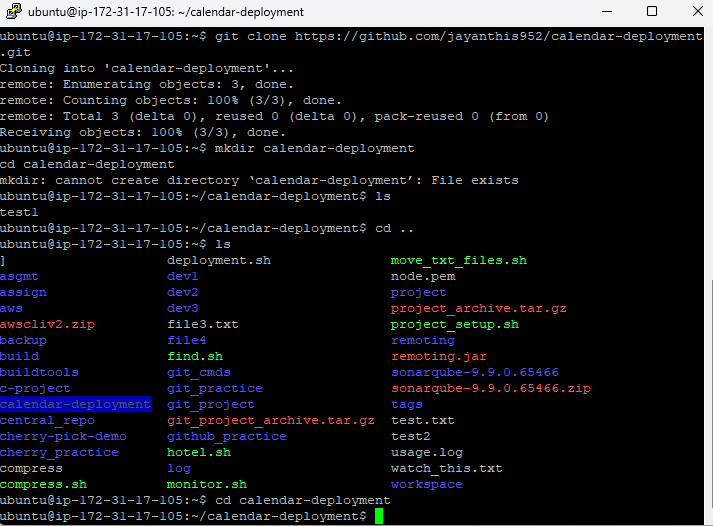 ubuntu@ip-172-31-17-105: ~/calendar-deployment
ubuntu@ip-172-31-17-105:~$ git clone https://github.com/jayanthis952/calendar-deployment
.git
Cloning into 'calendar-deployment'...
remote: Enumerating objects: 3, done.
remote: Counting objects: 100% (3/3), done.
remote: Total 3 (delta 0), reused 0 (delta 0), pack-reused 0 (from 0)
Receiving objects: 100% (3/3), done.
ubuntu@ip-172-31-17-105:~$ mkdir calendar-deployment
cd calendar-deployment
mkdir: cannot create directory ‘calendar-deployment’: File exists
ubuntu@ip-172-31-17-105:~/calendar-deployment$ ls
test1
ubuntu@ip-172-31-17-105:~/calendar-deployment$ cd ..
ubuntu@ip-172-31-17-105:~$ ls
] deployment.sh move_txt_files.sh
asgmt dev1 node.pem
assign dev2 project
aws dev3 project_archive.tar.gz
awscliv2.zip file3.txt project_setup.sh
backup file4 remoting
build find.sh remoting.jar
buildtools git_cmds sonarqube-9.9.0.65466
c-project git_practice sonarqube-9.9.0.65466.zip
calendar-deployment git_project tags
central_repo git_project_archive.tar.gz test.txt
cherry-pick-demo github_practice test2
cherry_practice hotel.sh usage.log
compress log watch_this.txt
compress.sh monitor.sh workspace
ubuntu@ip-172-31-17-105:~$ cd calendar-deployment
ubuntu@ip-172-31-17-105:~/calendar-deployment$